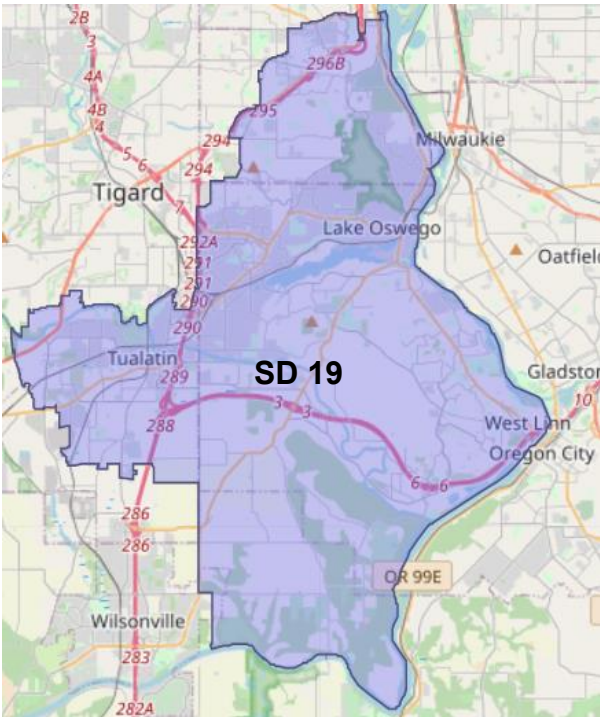 2B
3
4A
4B
4
5
6
7
296B
295
294
294
Milwaukie
Tigard
Lake Oswego
292A
291
291
290
290
Oatfield
Tualatin
289
SD 19
288
3
3
Gladston
10
West Linn
Oregon City
6
6
286
286
OR 99E
Wilsonville
283
282A